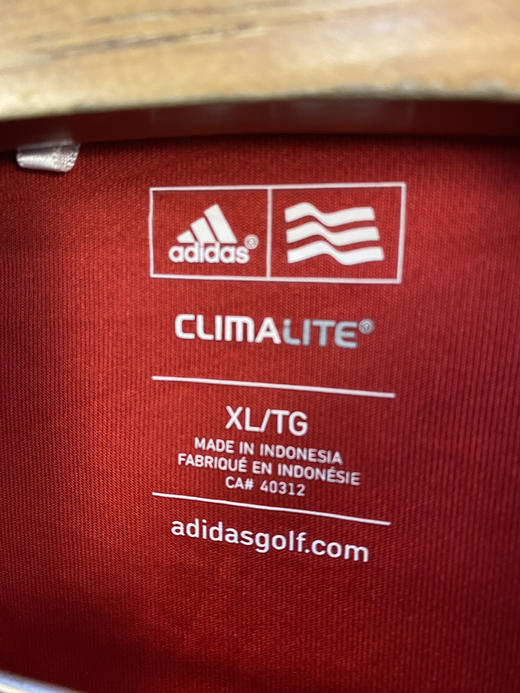 adidas®
CLIMALITE®
XL/TG
MADE IN INDONESIA
FABRIQUÉ EN INDONÉSIE
CA# 40312
adidasgolf.com